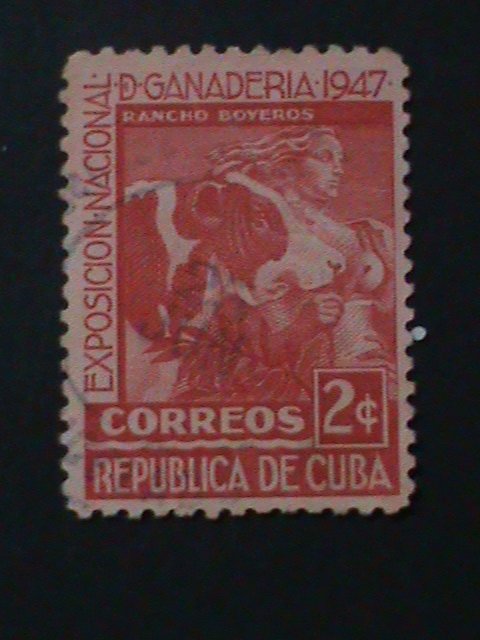 EXPOSICION·NACIONAL·D·GANADERIA·1947·
RANCHO BOYEROS
CORREOS 2¢
REPUBLICA DE CUBA